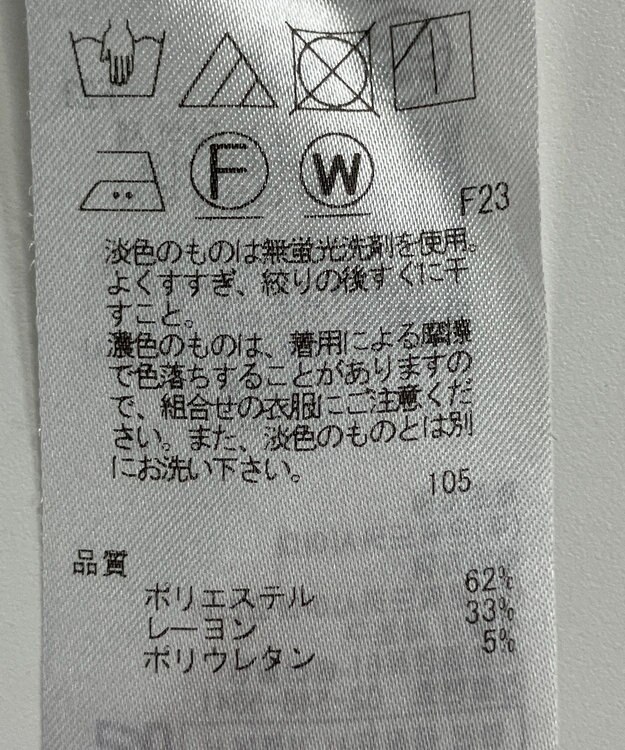 F
W
F23
淡色のものは無蛍光洗剤を使用。
よくすすぎ、絞りの後すぐに干
すこと。
濃色のものは、着用による摩擦
で色落ちすることがありますの
で、組合せの衣服にご注意くだ
さい。また、淡色のものとは別
にお洗い下さい。
105
品質
ポリエステル 62%
レーヨン 33%
ポリウレタン 5%